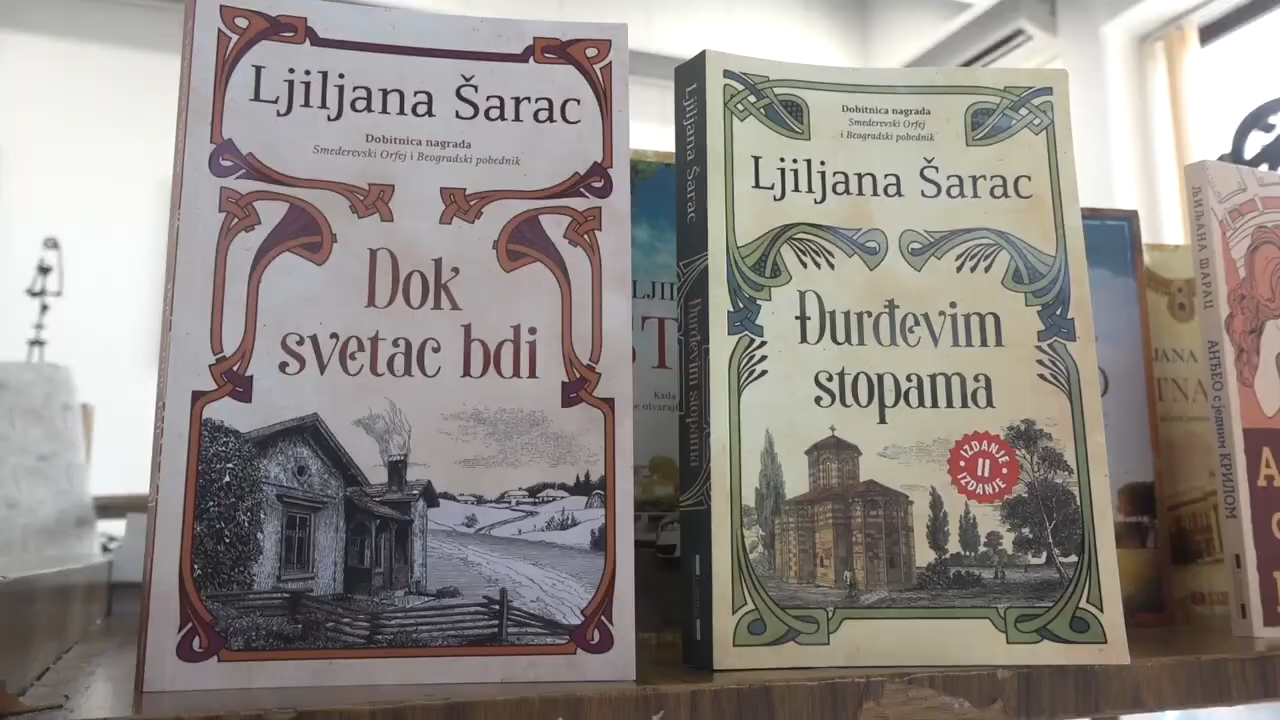 Ljiljana Šarac
Dobitnica nagrada
Smederevski Orfej i Beogradski pobednik
Dok
svetac bdi
Ljiljana Šarac
Đurđevim stopama
Dobitnica nagrada
Smederevski Orfej
i Beogradski pobednik
Ljiljana Šarac
Đurđevim
stopama
IZDANJE
II
IZDANJE
Kada
ЉИЉАНА ШАРАЦ
АНЂЕО с једним КРИЛОМ